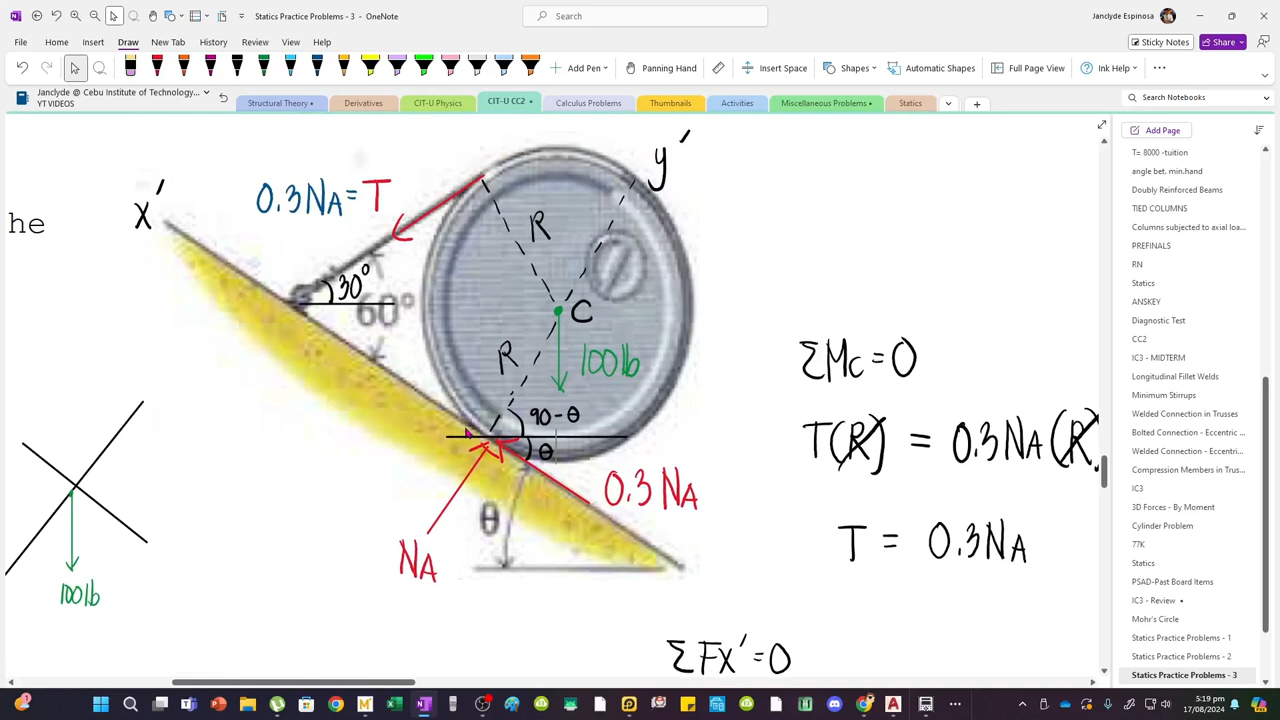 Statics Practice Problems - 3 - OneNote
Search
Janclyde Espinosa
File Home Insert Draw New Tab History Review View Help
Sticky Notes
Share
Add Pen
Panning Hand
Insert Space
Shapes
Automatic Shapes
Full Page View
Ink Help
Janclyde @ Cebu Institute of Technology...
YT VIDEOS
Structural Theory
Derivatives
CIT-U Physics
CIT-U CC2
Calculus Problems
Thumbnails
Activities
Miscellaneous Problems
Statics
Search Notebooks
Add Page
T= 8000 -tuition
angle bet. min.hand
Doubly Reinforced Beams
TIED COLUMNS
Columns subjected to axial loa...
PREFINALS
RN
Statics
ANSKEY
Diagnostic Test
CC2
IC3 - MIDTERM
Longitudinal Fillet Welds
Minimum Stirrups
Welded Connection in Trusses
Bolted Connection - Eccentric ...
Welded Connection - Eccentri...
Compression Members in Trus...
IC3
3D Forces - By Moment
Cylinder Problem
77K
Statics
PSAD-Past Board Items
IC3 - Review
Mohr's Circle
Statics Practice Problems - 1
Statics Practice Problems - 2
Statics Practice Problems - 3
he
x'
y'
0.3NA=T
R
30°
60°
C
R
100lb
90-θ
θ
0.3NA
θ
NA
100lb
ΣMc=0
T(R) = 0.3NA(R)
T = 0.3NA
ΣFx'=0
5:19 pm
17/08/2024